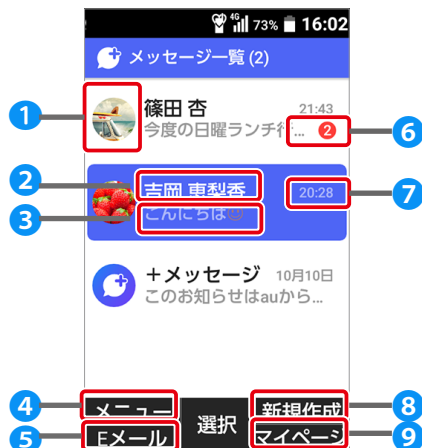 4G 73% 16:02
メッセージ一覧 (2)
1
篠田 杏 21:43
今度の日曜ランチ行... 2
6
2
吉岡 恵梨香 20:28
7
3
こんにちは
+メッセージ 10月10日
このお知らせはauから...
4
メニュー 選択 新規作成
8
5
Eメール マイページ
9